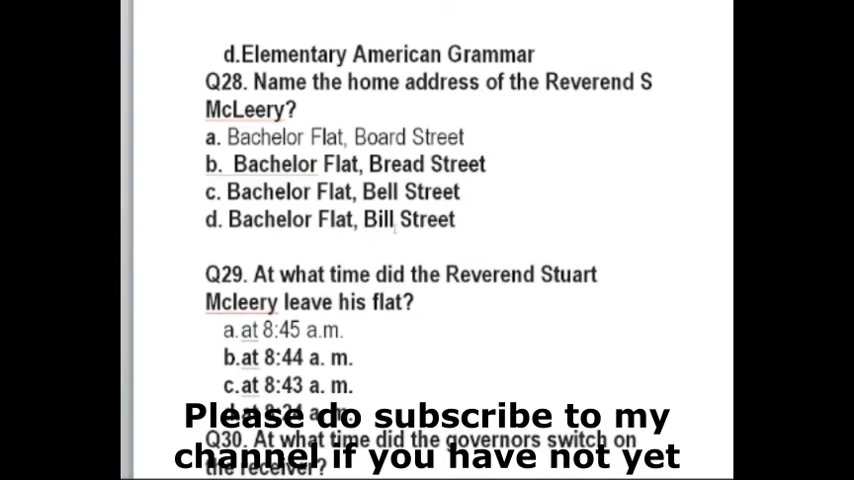 d.Elementary American Grammar
Q28. Name the home address of the Reverend S
McLeery?
a. Bachelor Flat, Board Street
b. Bachelor Flat, Bread Street
c. Bachelor Flat, Bell Street
d. Bachelor Flat, Bill Street
Q29. At what time did the Reverend Stuart
Mcleery leave his flat?
a.at 8:45 a.m.
b.at 8:44 a. m.
c.at 8:43 a. m.
Please do subscribe to my
Q30. At what time did the governors switch on
channel if you have not yet
the receiver?